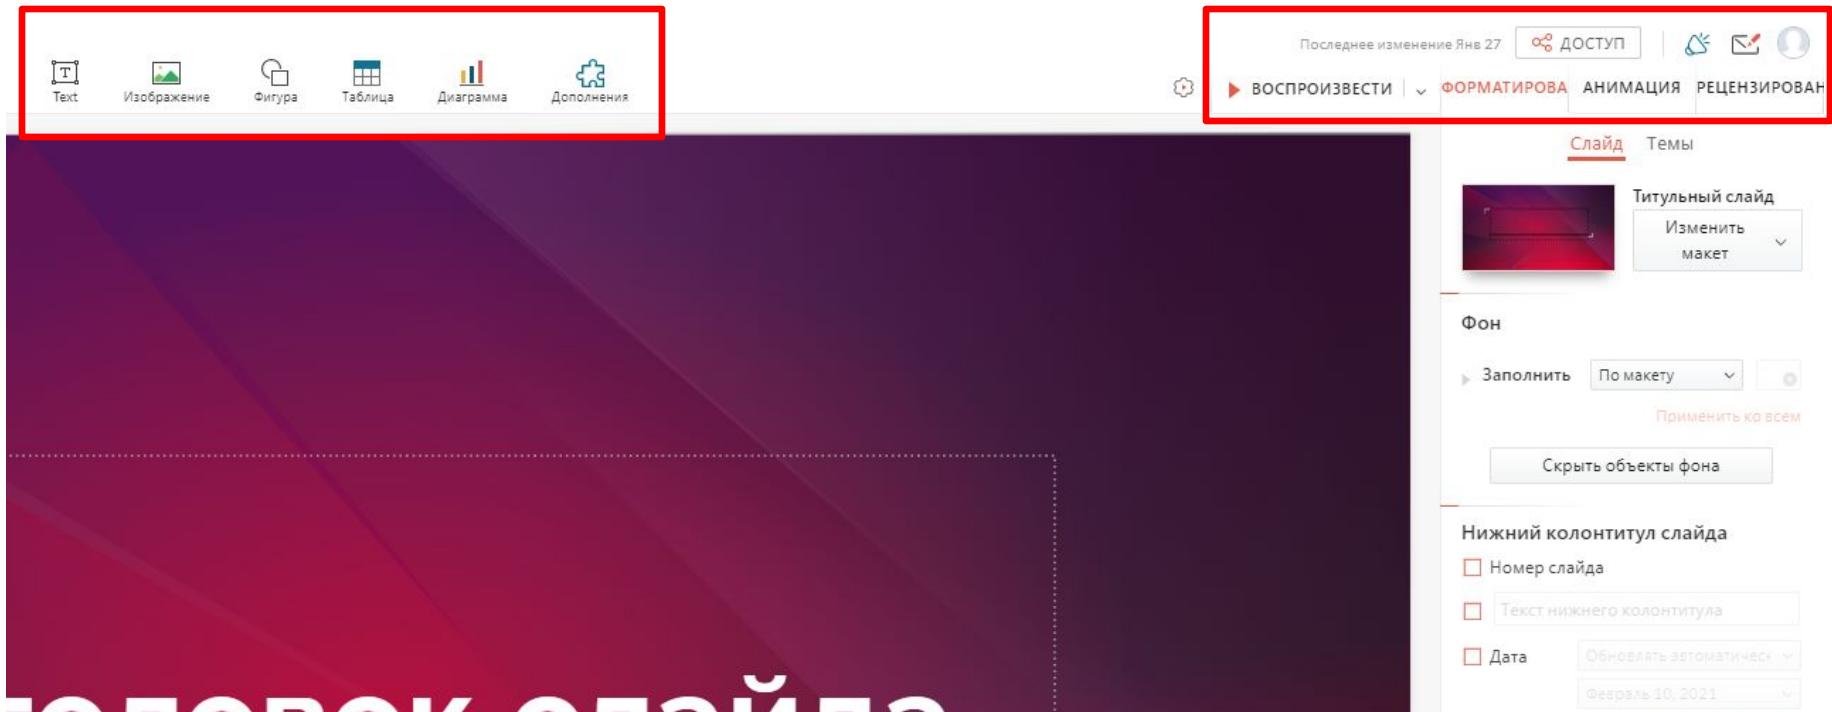 Последнее изменение Янв 27 ДОСТУП
Text Изображение Фигура Таблица Диаграмма Дополнения
ВОСПРОИЗВЕСТИ ФОРМАТИРОВА АНИМАЦИЯ РЕЦЕНЗИРОВАН
Слайд Темы
Титульный слайд
Изменить
макет
Фон
Заполнить По макету
Применить ко всем
Скрыть объекты фона
Нижний колонтитул слайда
Номер слайда
Текст нижнего колонтитула
Дата Обновлять автоматическ
Февраль 10, 2021
головок слайда